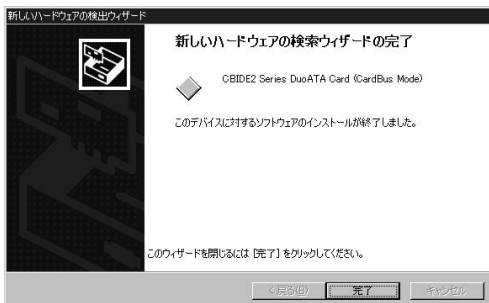 新しいハードウェアの検出ウィザード
新しいハードウェアの検索ウィザードの完了
CBIDE2 Series DuoATA Card (CardBus Mode)
このデバイスに対するソフトウェアのインストールが終了しました。
このウィザードを閉じるには [完了] をクリックしてください。
< 戻る(B)
完了
キャンセル